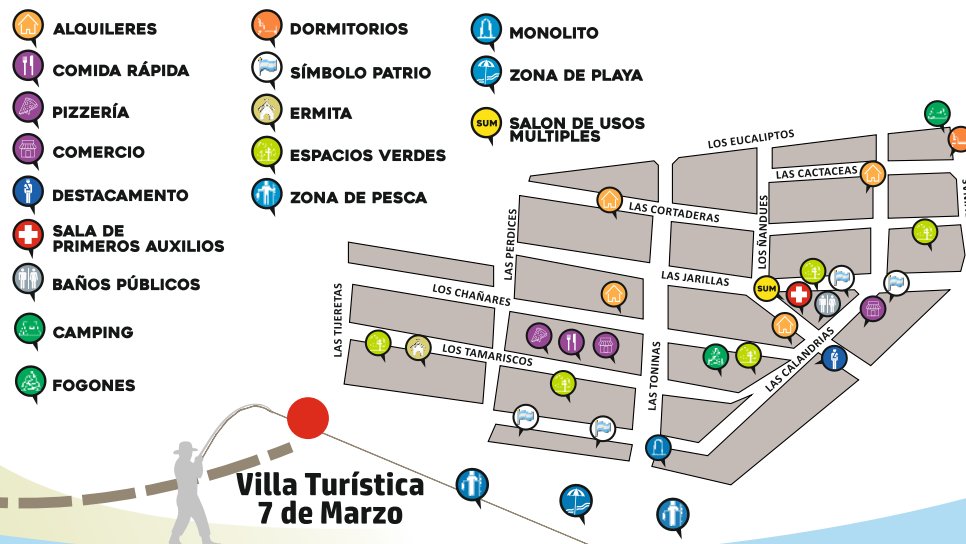 ALQUILERES
COMIDA RÁPIDA
PIZZERÍA
COMERCIO
DESTACAMENTO
SALA DE
PRIMEROS AUXILIOS
BAÑOS PÚBLICOS
CAMPING
FOGONES
DORMITORIOS
SÍMBOLO PATRIO
ERMITA
ESPACIOS VERDES
ZONA DE PESCA
MONOLITO
ZONA DE PLAYA
SUM
SALON DE USOS
MULTIPLES
LOS EUCALIPTOS
LAS CACTACEAS
LAS CORTADERAS
LAS PERDICES
LOS ÑANDUES
LAS JARILLAS
SUM
LOS CHAÑARES
LAS TIJERETAS
LOS TAMARISCOS
LAS TONINAS
LAS CALANDRIAS
Villa Turística
7 de Marzo